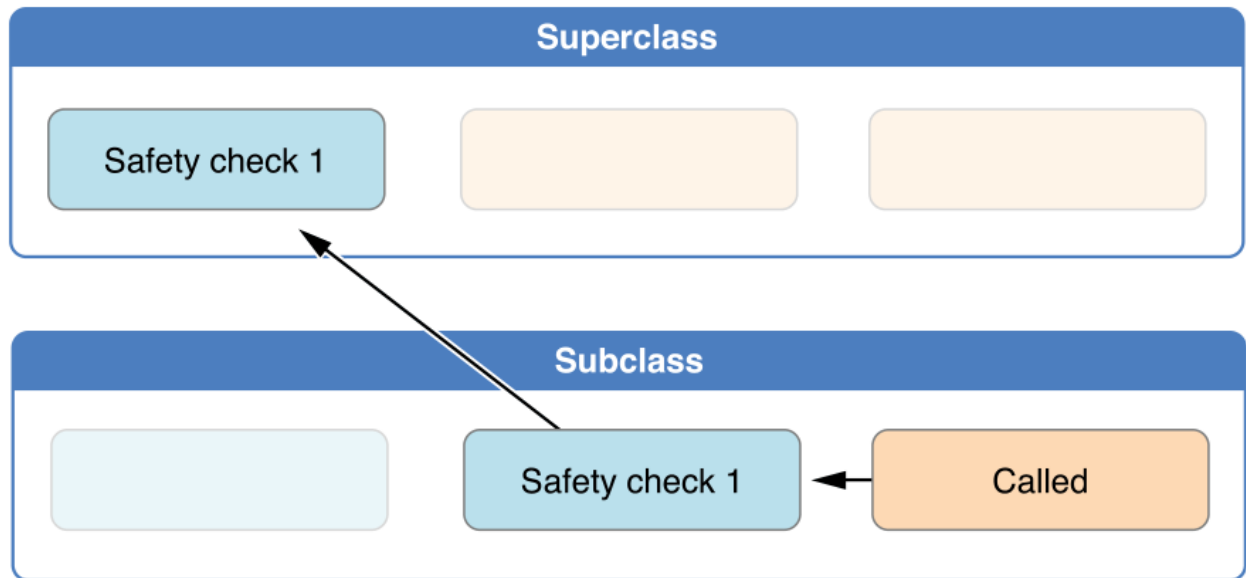 Superclass
Safety check 1
Subclass
Safety check 1
Called